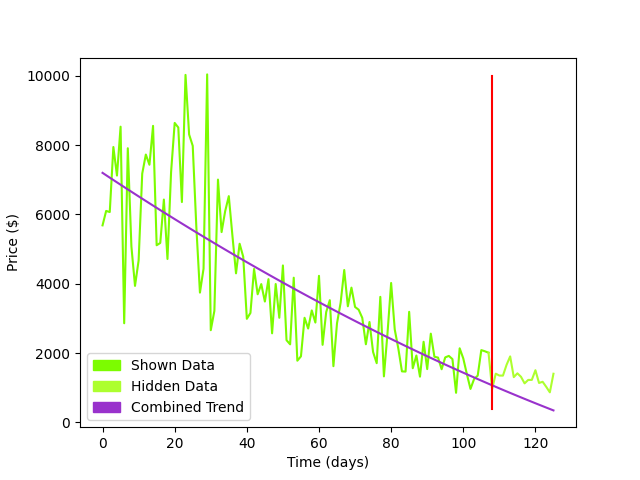 10000
8000
6000
4000
2000
0
Price ($)
Shown Data
Hidden Data
Combined Trend
0 20 40 60 80 100 120
Time (days)